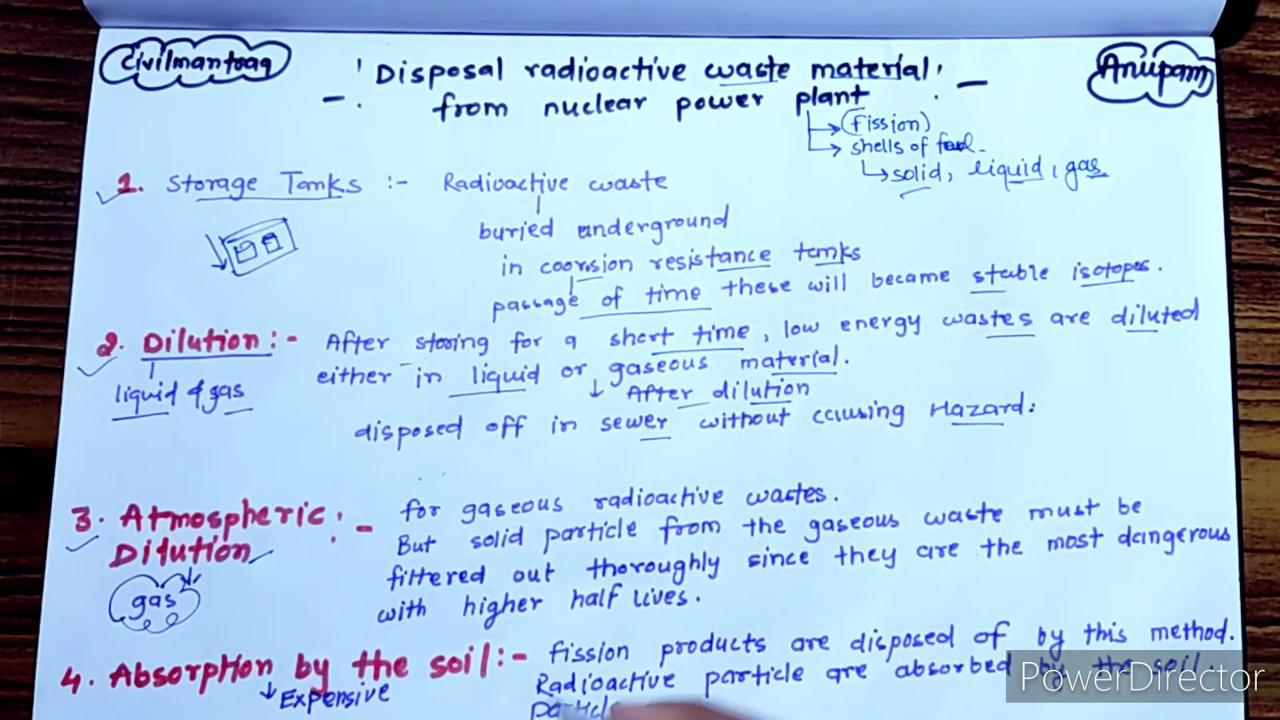 Civilmantraa
' Disposal radioactive waste material '
from nuclear power plant
Anupam
(Fission)
shells of fuel
solid, liquid, gas
1. Storage Tanks :- Radioactive waste
buried underground
in coorsion resistance tanks
passage of time these will became stable isotopes.
2. Dilution :- After storing for a short time, low energy wastes are diluted
either in liquid or gaseous material.
liquid & gas
After dilution
disposed off in sewer without causing Hazard.
3. Atmospheric :- for gaseous radioactive wastes.
Dilution
But solid particle from the gaseous waste must be
filtered out thoroughly since they are the most dangerous
with higher half lives.
gas
4. Absorption by the soil :- fission products are disposed of by this method.
Expensive
Radioactive particle are absorbed by the soil.
PowerDirector